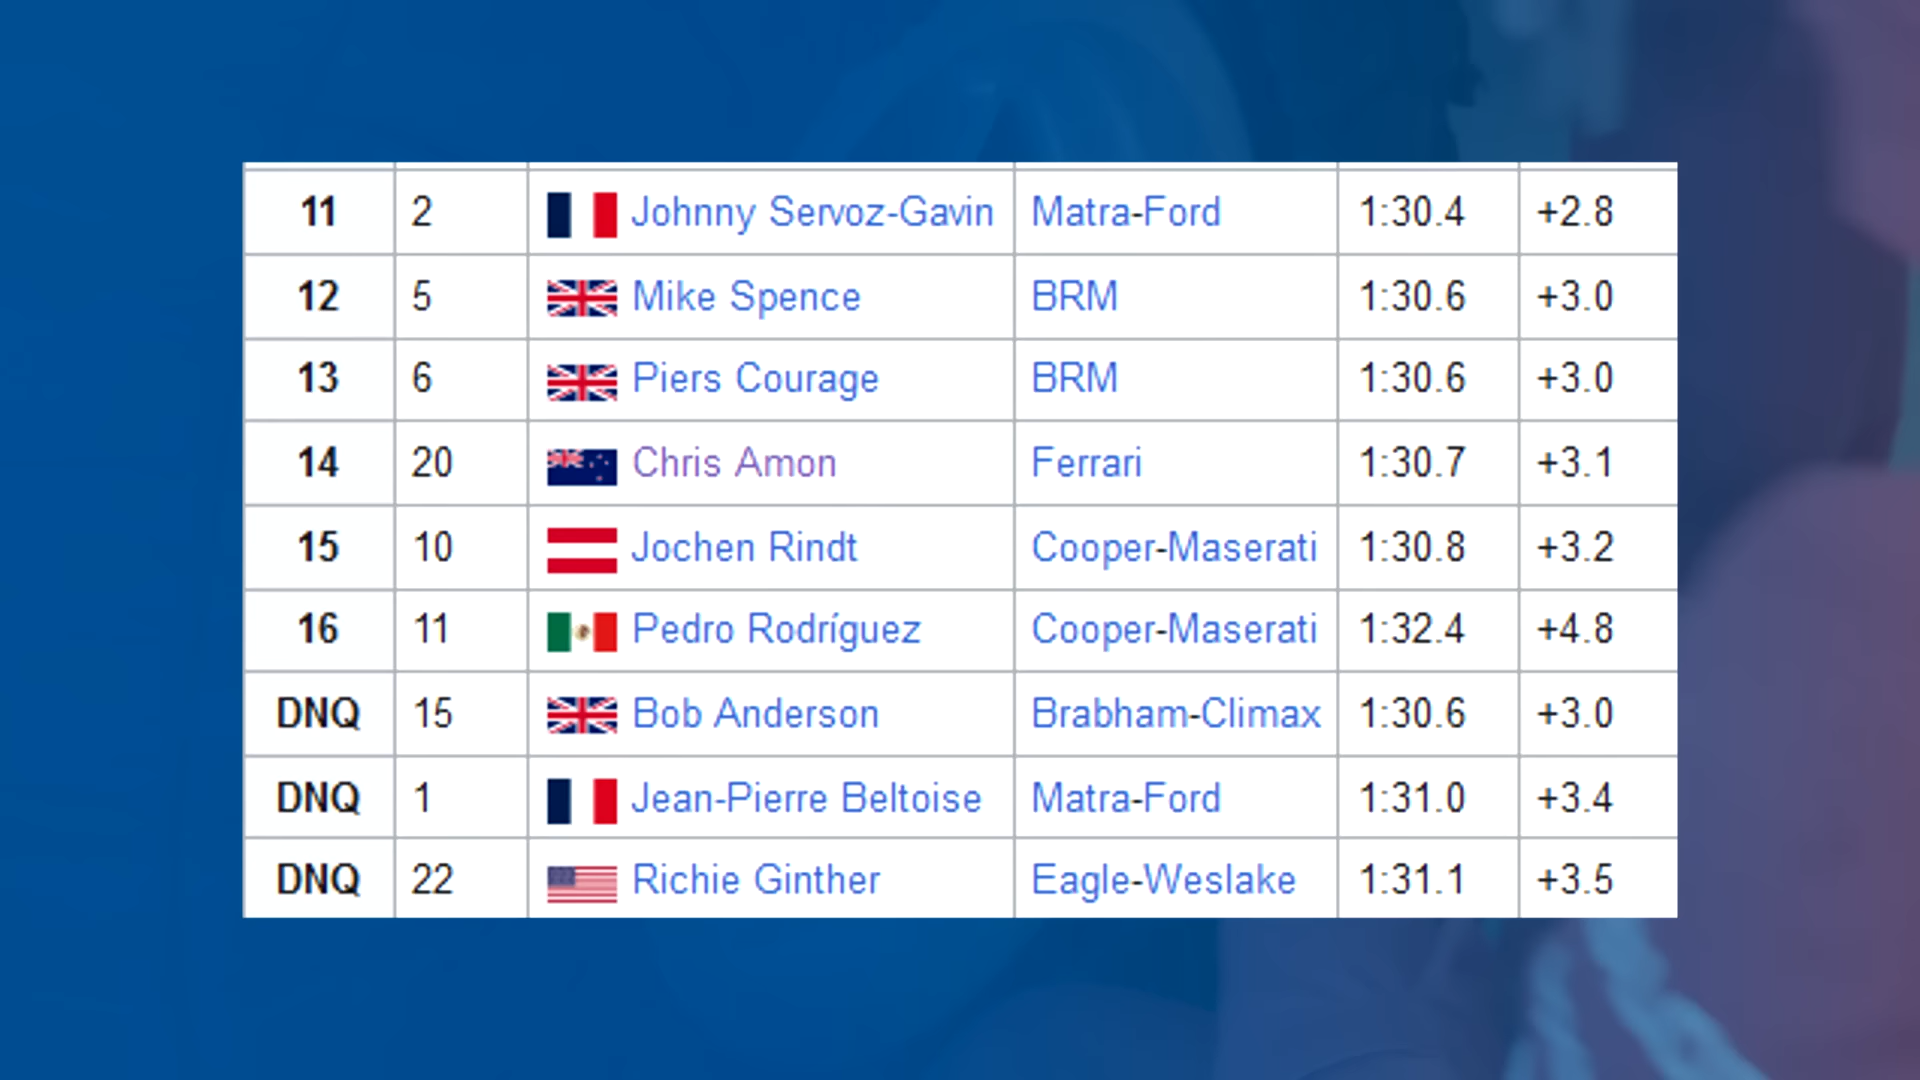 11 2 Johnny Servoz-Gavin Matra-Ford 1:30.4 +2.8
12 5 Mike Spence BRM 1:30.6 +3.0
13 6 Piers Courage BRM 1:30.6 +3.0
14 20 Chris Amon Ferrari 1:30.7 +3.1
15 10 Jochen Rindt Cooper-Maserati 1:30.8 +3.2
16 11 Pedro Rodríguez Cooper-Maserati 1:32.4 +4.8
DNQ 15 Bob Anderson Brabham-Climax 1:30.6 +3.0
DNQ 1 Jean-Pierre Beltoise Matra-Ford 1:31.0 +3.4
DNQ 22 Richie Ginther Eagle-Weslake 1:31.1 +3.5